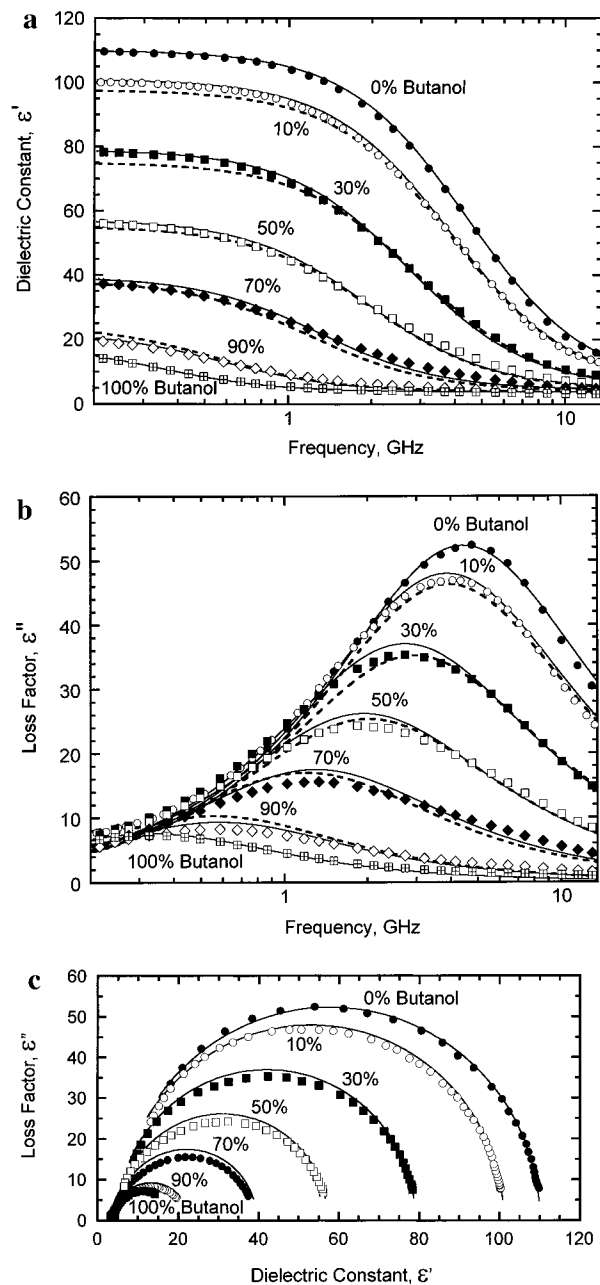 a
120
100
80
60
40
20
0
Dielectric Constant, ε'
0% Butanol
10%
30%
50%
70%
90%
100% Butanol
1
10
Frequency, GHz
b
60
50
40
30
20
10
0
Loss Factor, ε"
0% Butanol
10%
30%
50%
70%
90%
100% Butanol
1
10
Frequency, GHz
c
60
50
40
30
20
10
0
Loss Factor, ε"
0% Butanol
10%
30%
50%
70%
90%
100% Butanol
0 20 40 60 80 100 120
Dielectric Constant, ε'